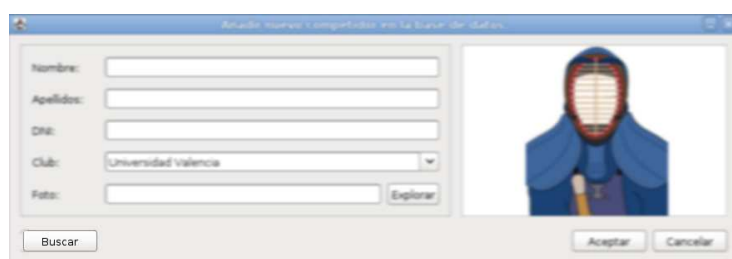 Añade nuevo competidor en la base de datos
Nombre:
Apellidos:
DNI:
Club: Universidad Valencia
Foto: Explorar
Buscar Aceptar Cancelar